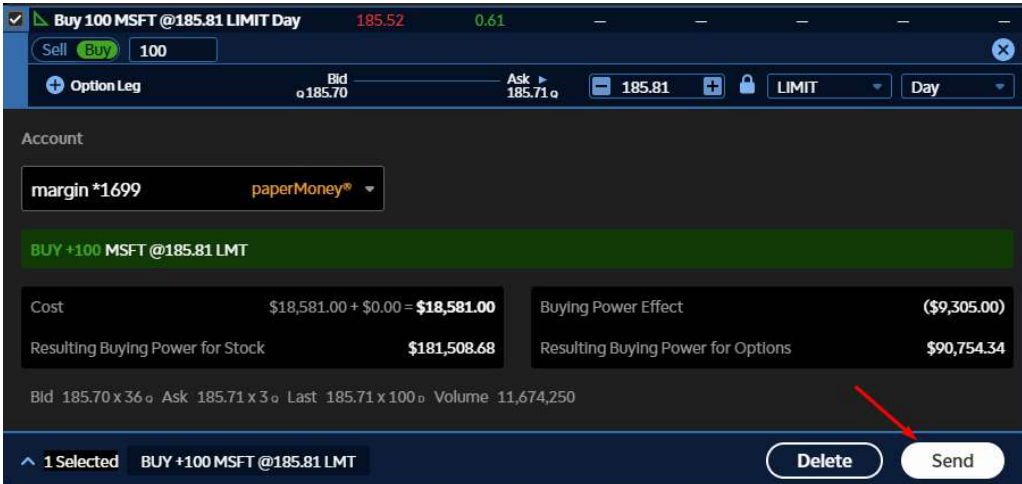 Buy 100 MSFT @185.81 LIMIT Day 185.52 0.61 — — — — —
Sell Buy 100
Option Leg Bid Q 185.70 Ask 185.71 Q 185.81 LIMIT Day
Account
margin *1699 paperMoney®
BUY +100 MSFT @185.81 LMT
Cost $18,581.00 + $0.00 = $18,581.00 Buying Power Effect ($9,305.00)
Resulting Buying Power for Stock $181,508.68 Resulting Buying Power for Options $90,754.34
Bid 185.70 x 36 Q Ask 185.71 x 3 Q Last 185.71 x 100 D Volume 11,674,250
1 Selected BUY +100 MSFT @185.81 LMT Delete Send